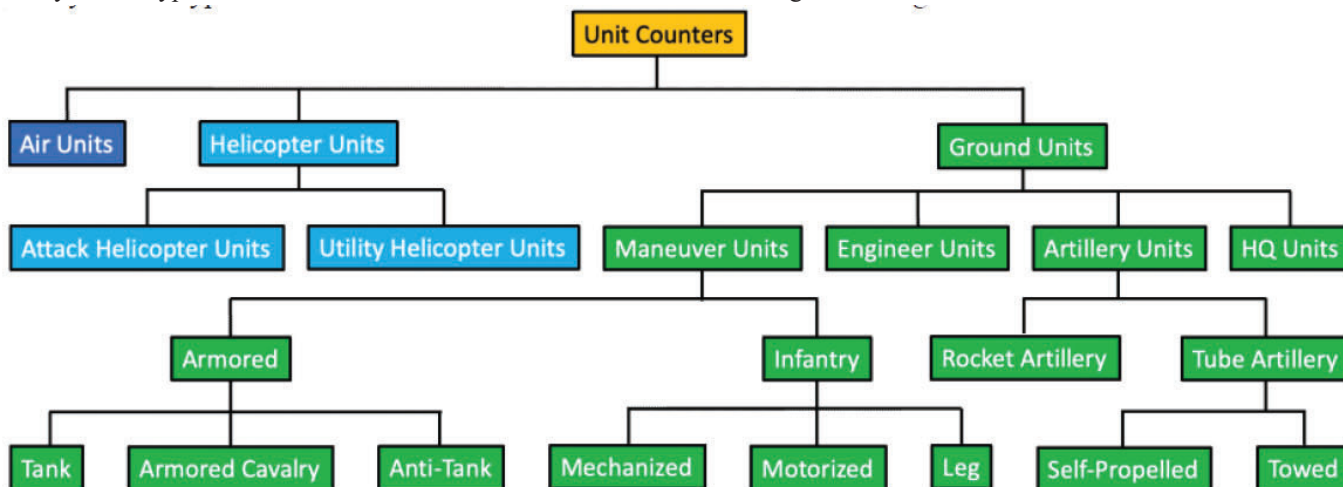 Unit Counters
Air Units
Helicopter Units
Ground Units
Attack Helicopter Units
Utility Helicopter Units
Maneuver Units
Engineer Units
Artillery Units
HQ Units
Armored
Infantry
Rocket Artillery
Tube Artillery
Tank
Armored Cavalry
Anti-Tank
Mechanized
Motorized
Leg
Self-Propelled
Towed